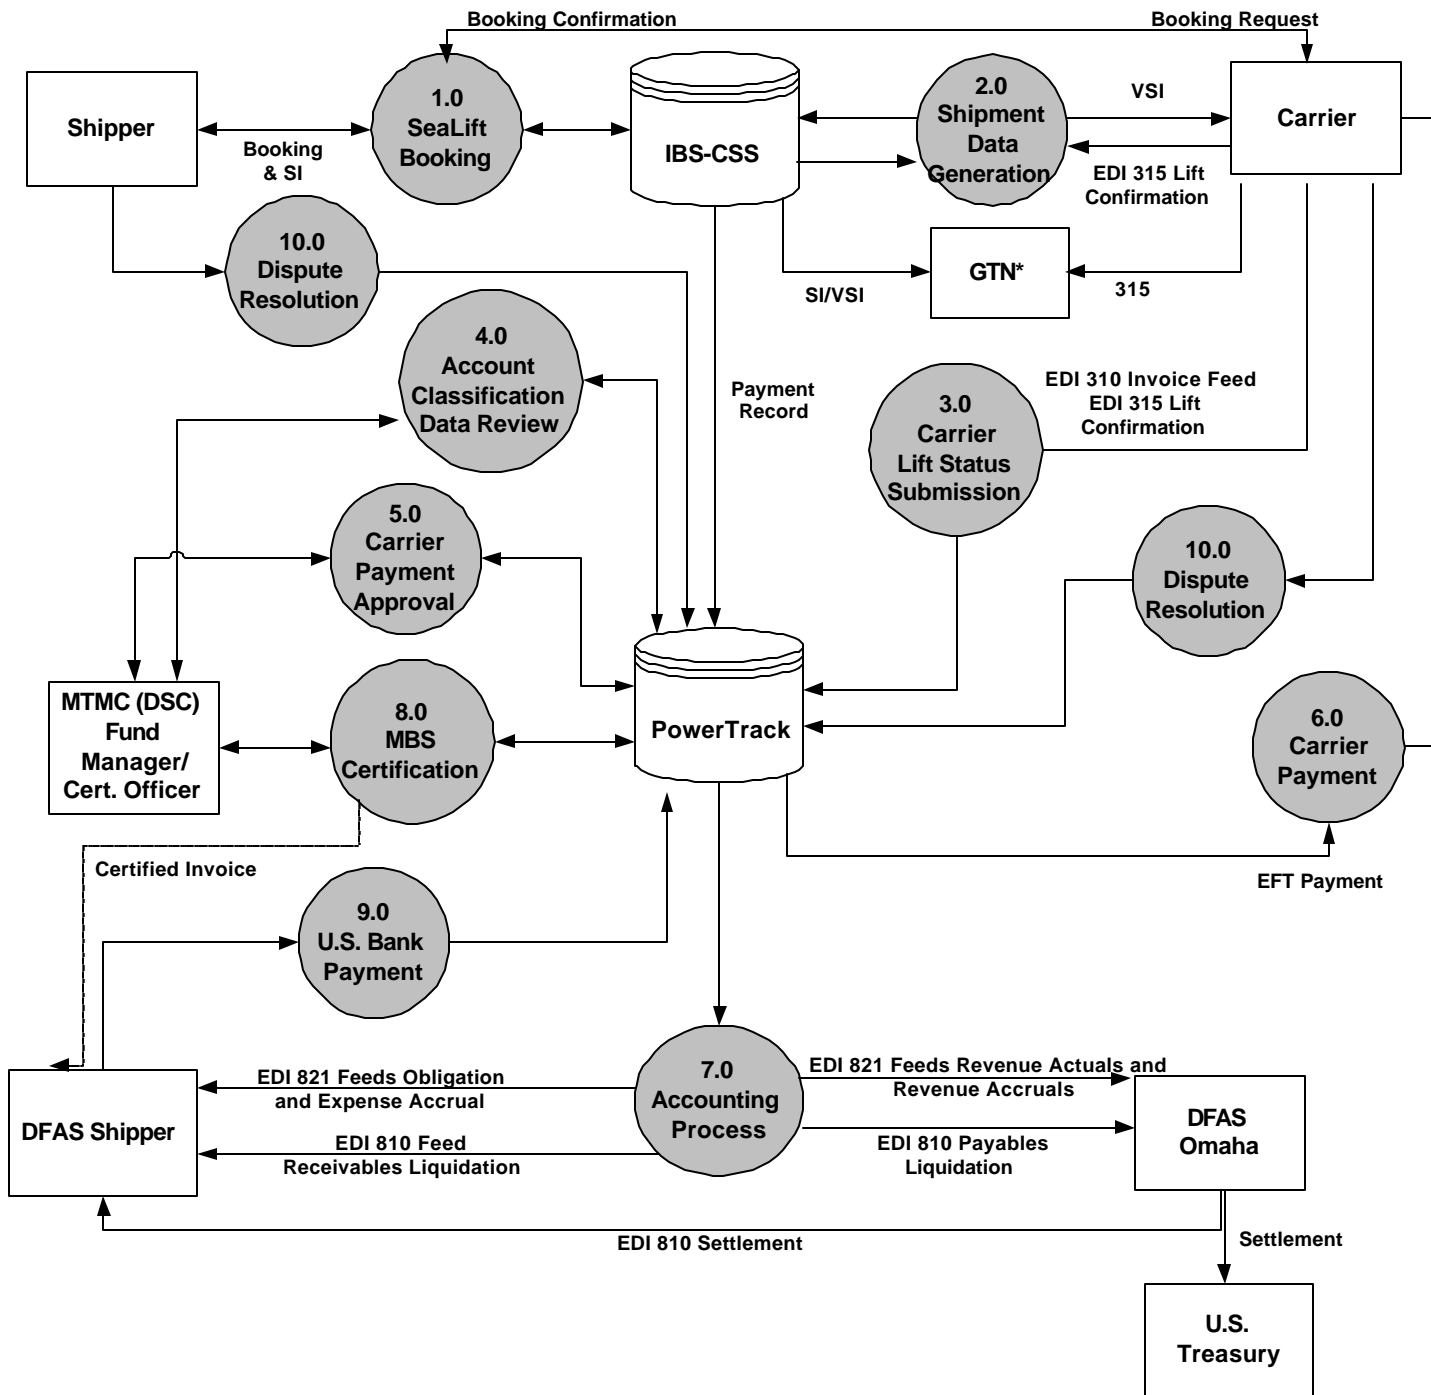 Booking Confirmation
Booking Request
Shipper
Booking
& SI
1.0
SeaLift
Booking
IBS-CSS
2.0
Shipment
Data
Generation
VSI
EDI 315 Lift
Confirmation
Carrier
10.0
Dispute
Resolution
SI/VSI
GTN*
315
4.0
Account
Classification
Data Review
Payment
Record
3.0
Carrier
Lift Status
Submission
EDI 310 Invoice Feed
EDI 315 Lift
Confirmation
5.0
Carrier
Payment
Approval
10.0
Dispute
Resolution
MTMC (DSC)
Fund
Manager/
Cert. Officer
8.0
MBS
Certification
PowerTrack
6.0
Carrier
Payment
Certified Invoice
EFT Payment
9.0
U.S. Bank
Payment
DFAS Shipper
EDI 821 Feeds Obligation
and Expense Accrual
EDI 810 Feed
Receivables Liquidation
7.0
Accounting
Process
EDI 821 Feeds Revenue Actuals and
Revenue Accruals
EDI 810 Payables
Liquidation
DFAS
Omaha
EDI 810 Settlement
Settlement
U.S.
Treasury